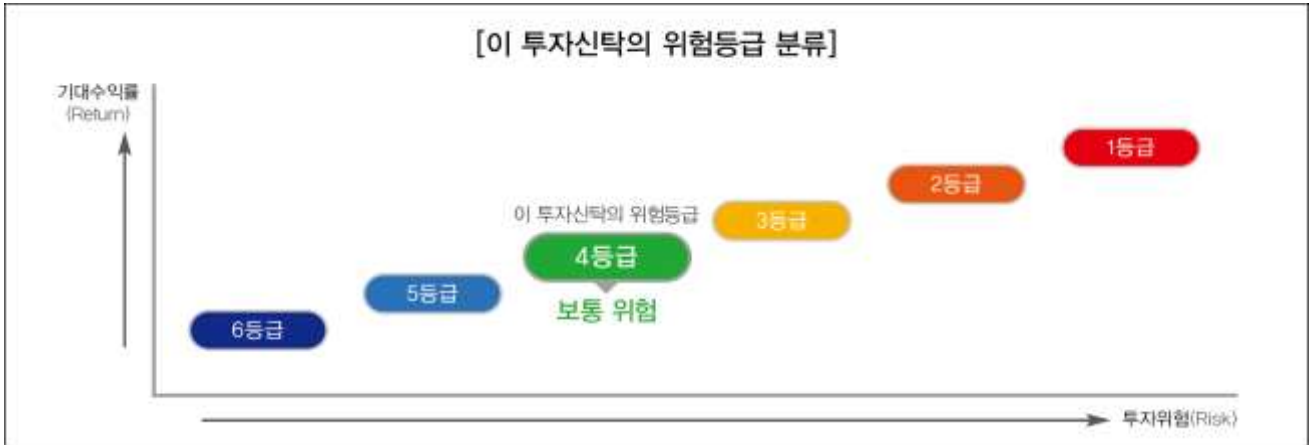 [이 투자신탁의 위험등급 분류]
기대수익률
(Return)
1등급
2등급
이 투자신탁의 위험등급
3등급
4등급
5등급
보통 위험
6등급
투자위험(Risk)